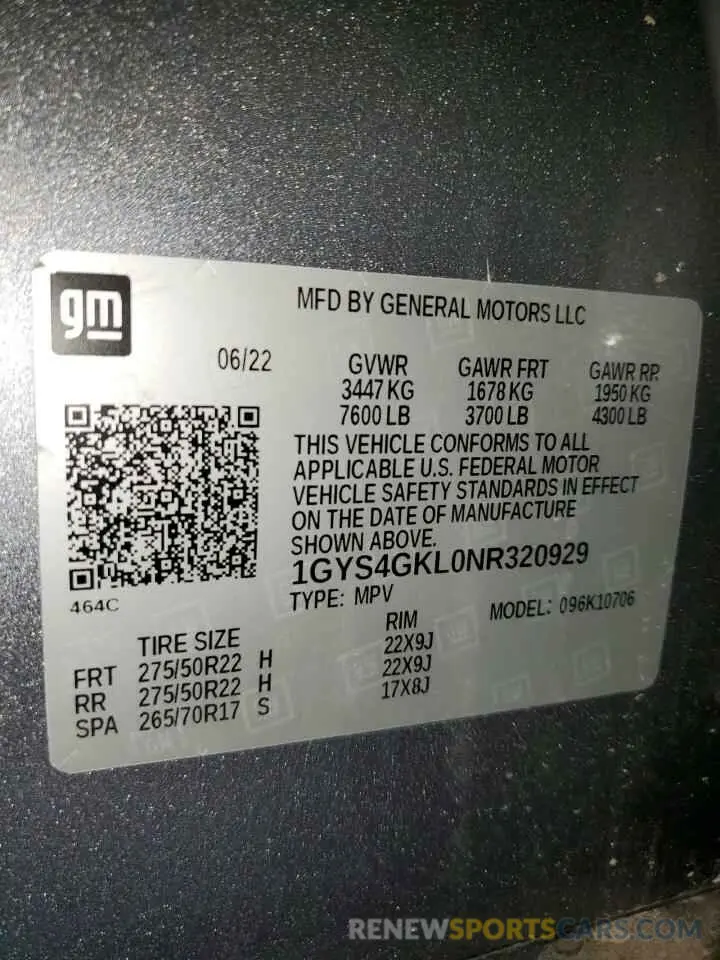 gm
MFD BY GENERAL MOTORS LLC
06/22
GVWR GAWR FRT GAWR RR
3447 KG 1678 KG 1950 KG
7600 LB 3700 LB 4300 LB
THIS VEHICLE CONFORMS TO ALL
APPLICABLE U.S. FEDERAL MOTOR
VEHICLE SAFETY STANDARDS IN EFFECT
ON THE DATE OF MANUFACTURE
SHOWN ABOVE.
1GYS4GKL0NR320929
464C
TYPE: MPV MODEL: 096K10706
TIRE SIZE RIM
FRT 275/50R22 H 22X9J
RR 275/50R22 H 22X9J
SPA 265/70R17 S 17X8J
RENEWSPORTSCARS.COM